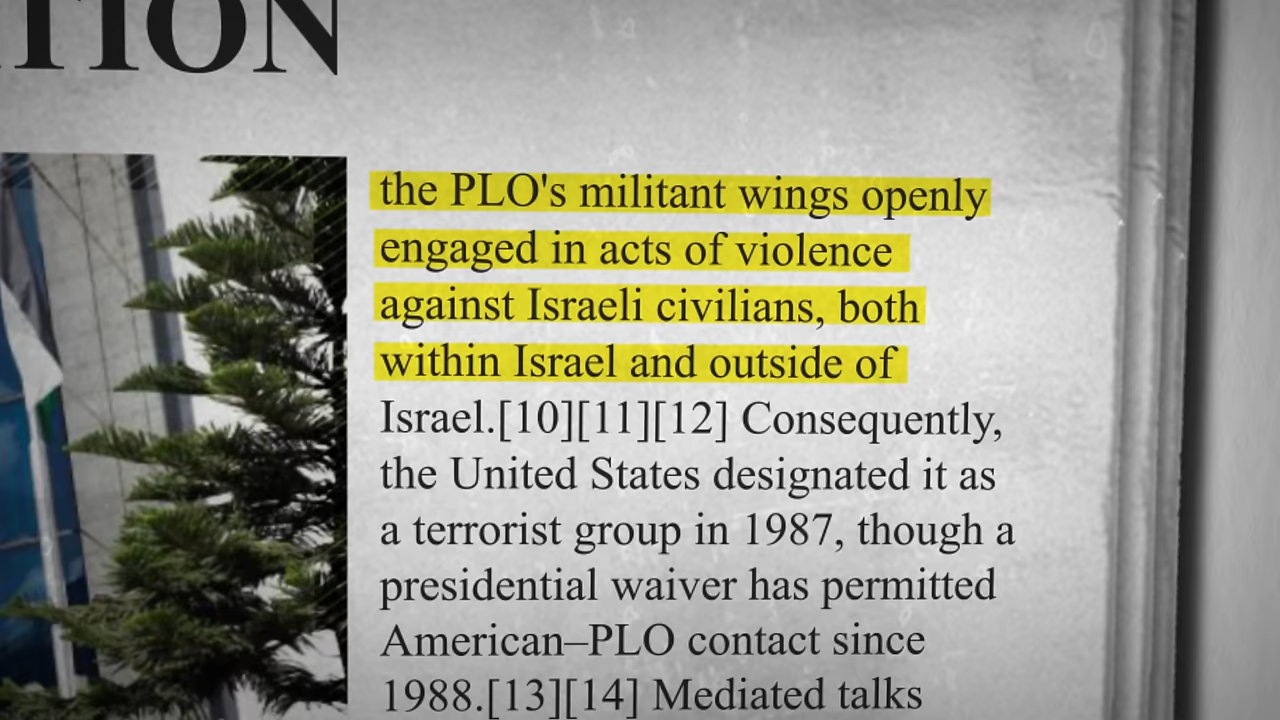 TION
the PLO's militant wings openly
engaged in acts of violence
against Israeli civilians, both
within Israel and outside of
Israel.[10][11][12] Consequently,
the United States designated it as
a terrorist group in 1987, though a
presidential waiver has permitted
American–PLO contact since
1988.[13][14] Mediated talks